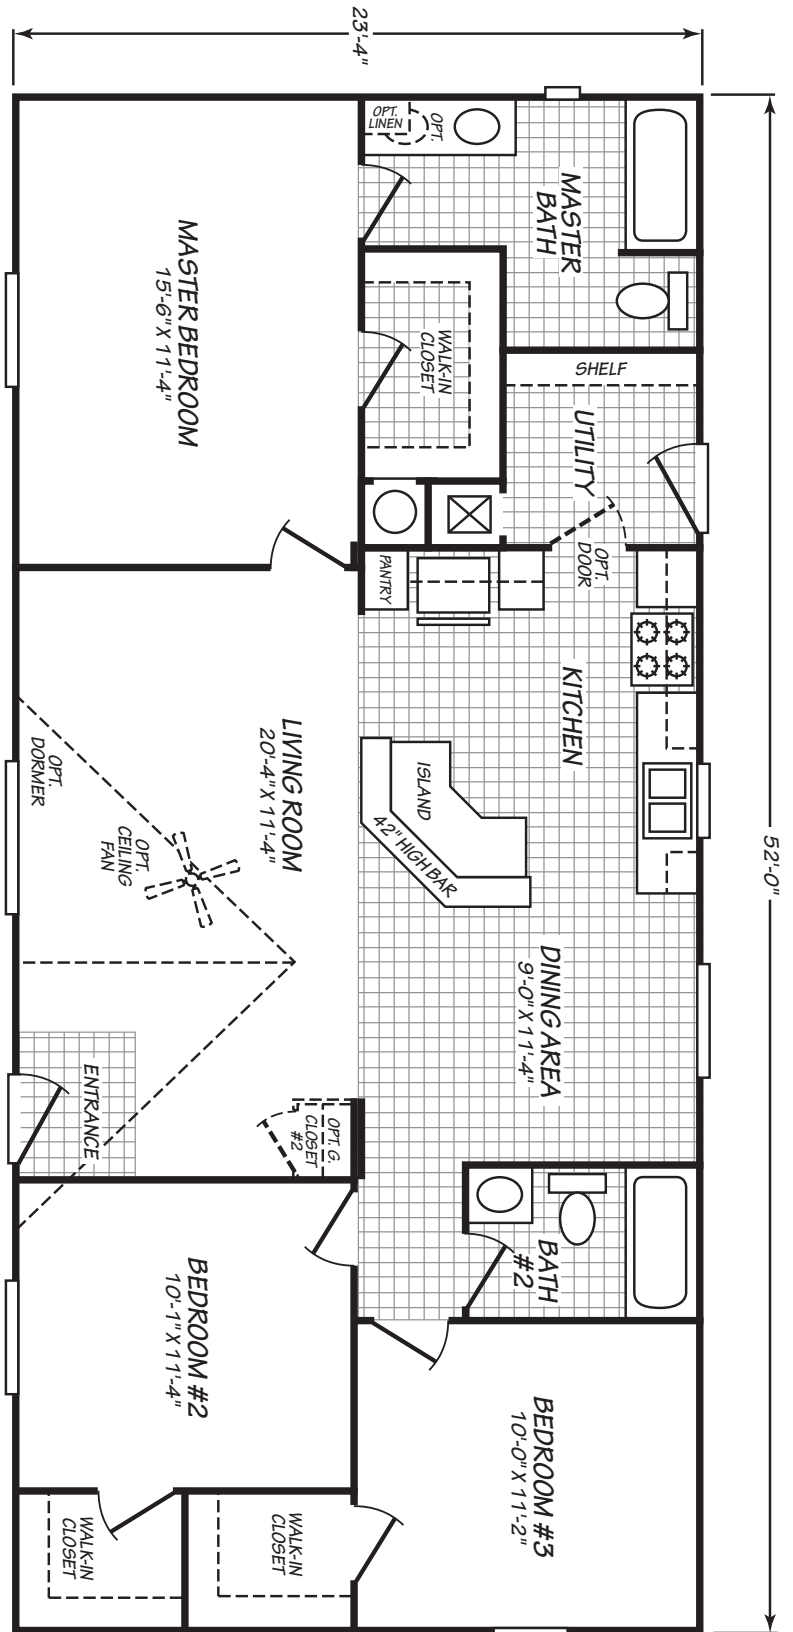 23'-4"
52'-0"
OPT.
LINEN
OPT.
MASTER
BATH
MASTER BEDROOM
15'-6" X 11'-4"
WALK-IN
CLOSET
SHELF
UTILITY
OPT.
DOOR
PANTRY
KITCHEN
ISLAND
42" HIGH BAR
LIVING ROOM
20'-4" X 11'-4"
OPT.
DORMER
OPT.
CEILING
FAN
DINING AREA
9'-0" X 11'-4"
ENTRANCE
OPT. G.
CLOSET
#2
BATH
#2
BEDROOM #2
10'-1" X 11'-4"
BEDROOM #3
10'-0" X 11'-2"
WALK-IN
CLOSET
WALK-IN
CLOSET